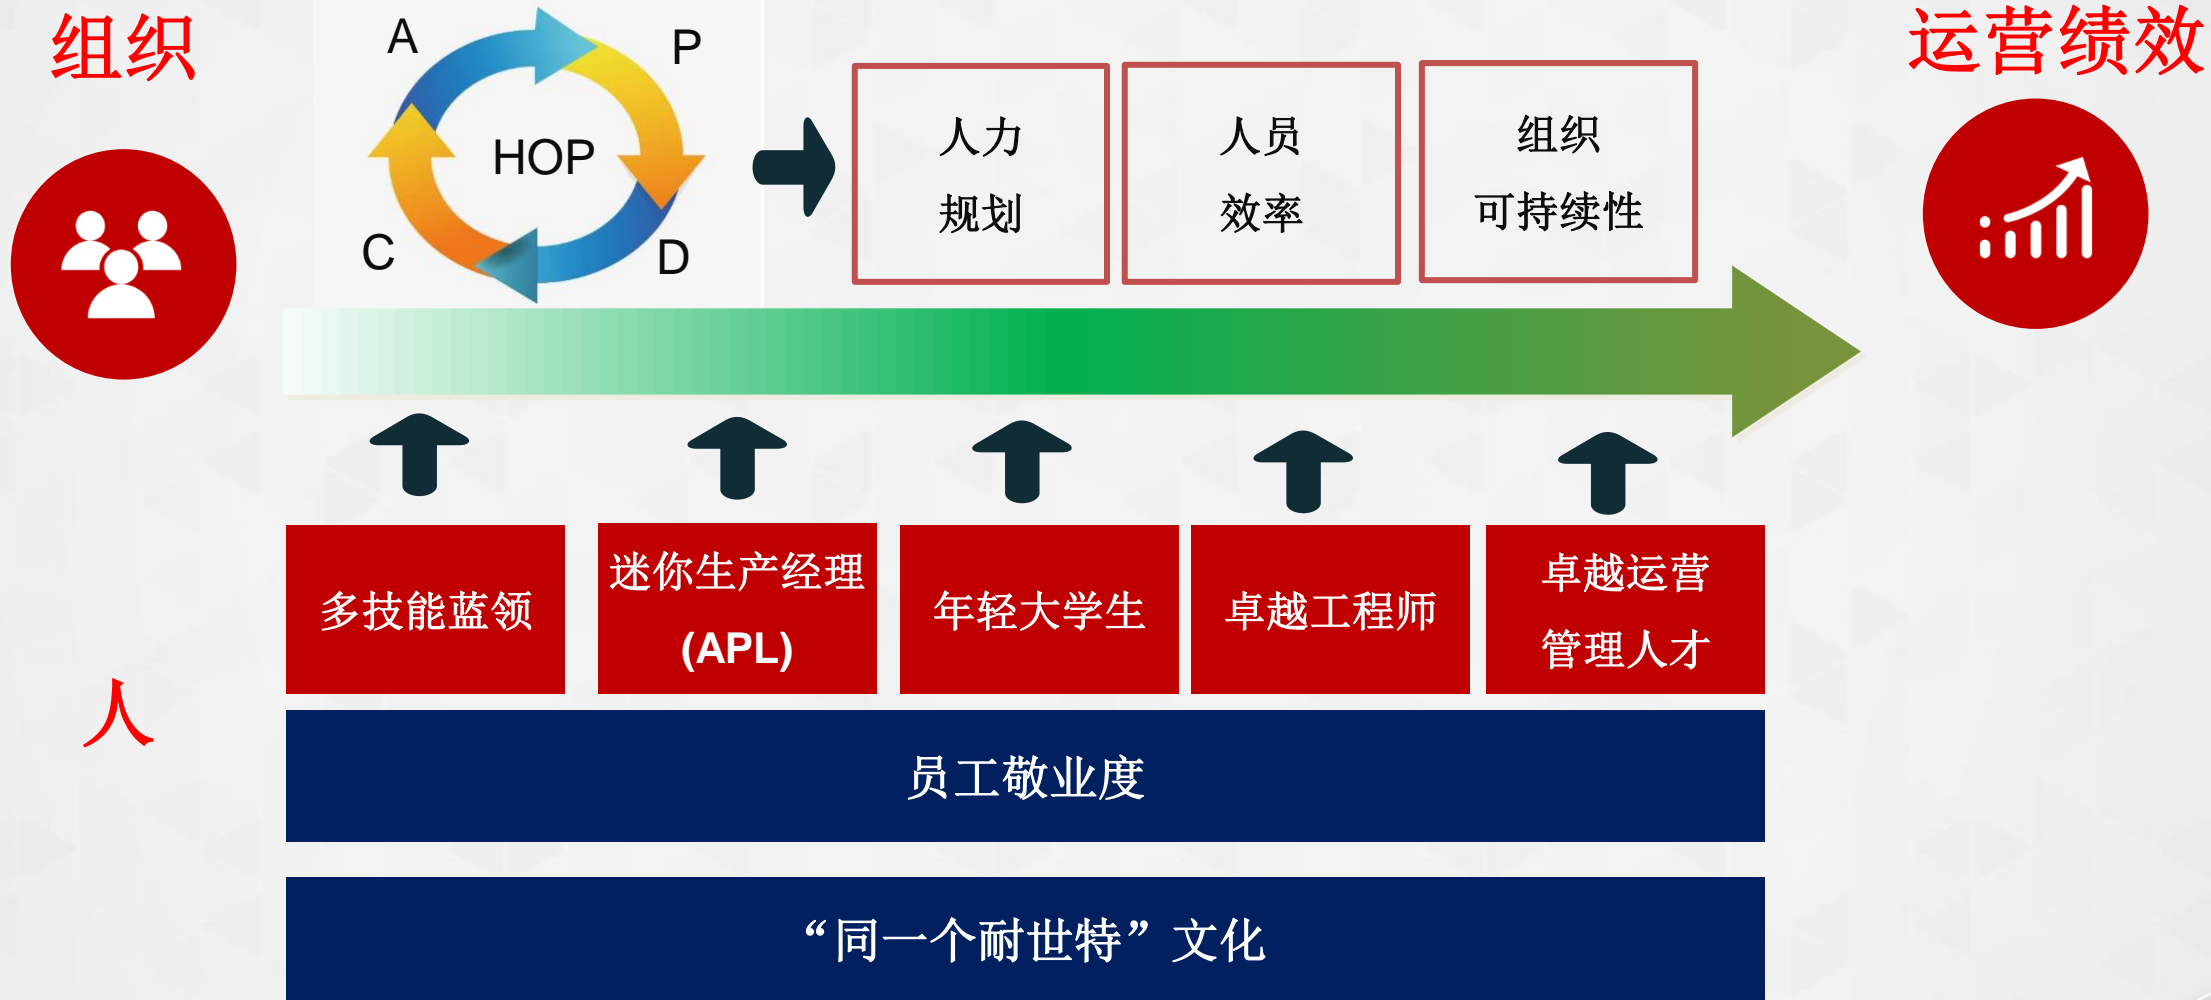 组织
A
P
HOP
C
D
人力
规划
人员
效率
组织
可持续性
运营绩效
多技能蓝领
迷你生产经理
(APL)
年轻大学生
卓越工程师
卓越运营
管理人才
人
员工敬业度
“同一个耐世特”文化